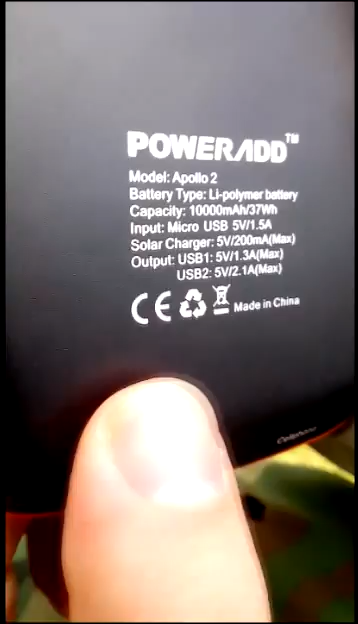 POWERADD™
Model: Apollo 2
Battery Type: Li-polymer battery
Capacity: 10000mAh/37Wh
Input: Micro USB 5V/1.5A
Solar Charger: 5V/200mA(Max)
Output: USB1: 5V/1.3A(Max)
USB2: 5V/2.1A(Max)
CE Made in China
Cellphone